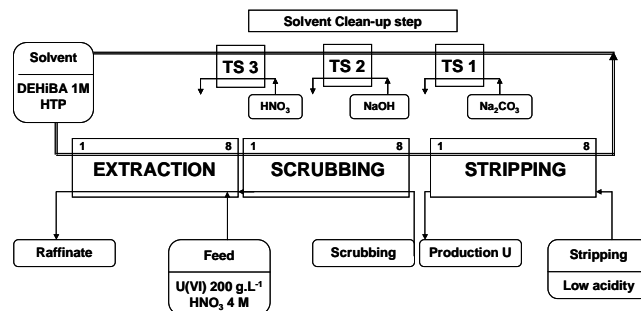 Solvent Clean-up step
Solvent
DEHiBA 1M
HTP
TS 3
TS 2
TS 1
HNO₃
NaOH
Na₂CO₃
1 8
EXTRACTION
1 8
SCRUBBING
1 8
STRIPPING
Raffinate
Feed
U(VI) 200 g.L⁻¹
HNO₃ 4 M
Scrubbing
Production U
Stripping
Low acidity